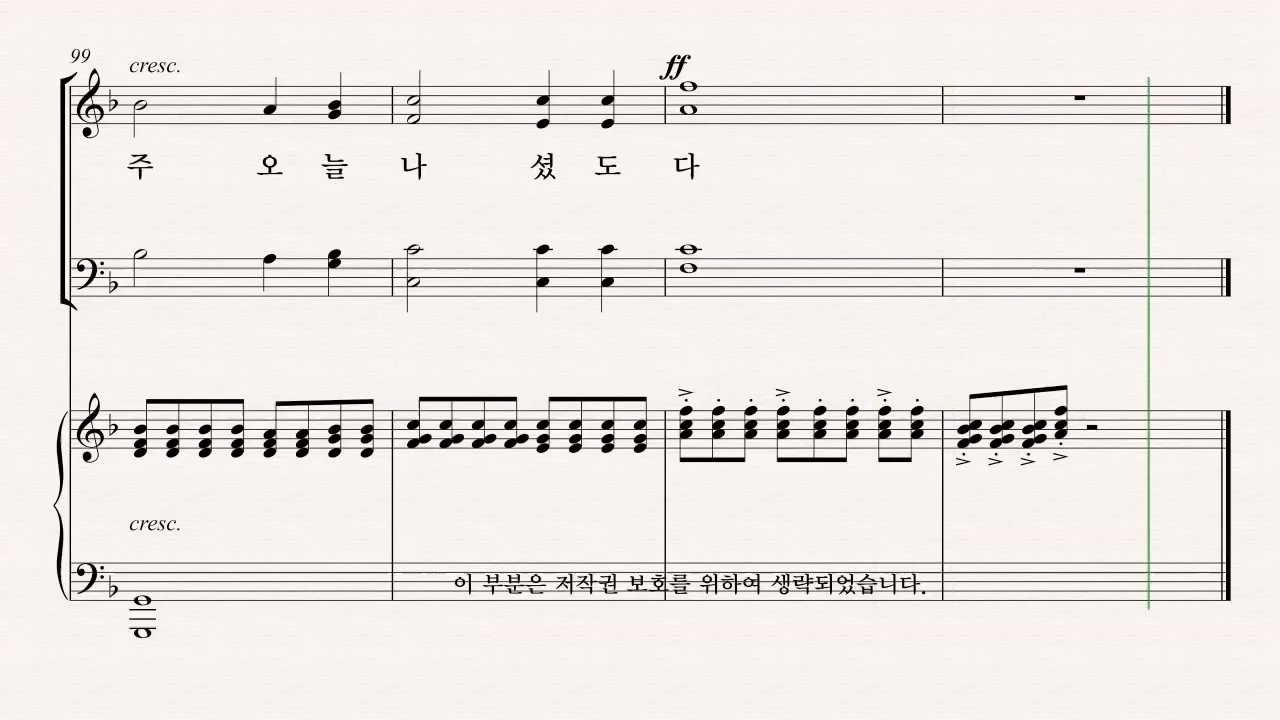 99
cresc.
ff
주 오 늘 나 셨 도 다
cresc.
이 부분은 저작권 보호를 위하여 생략되었습니다.